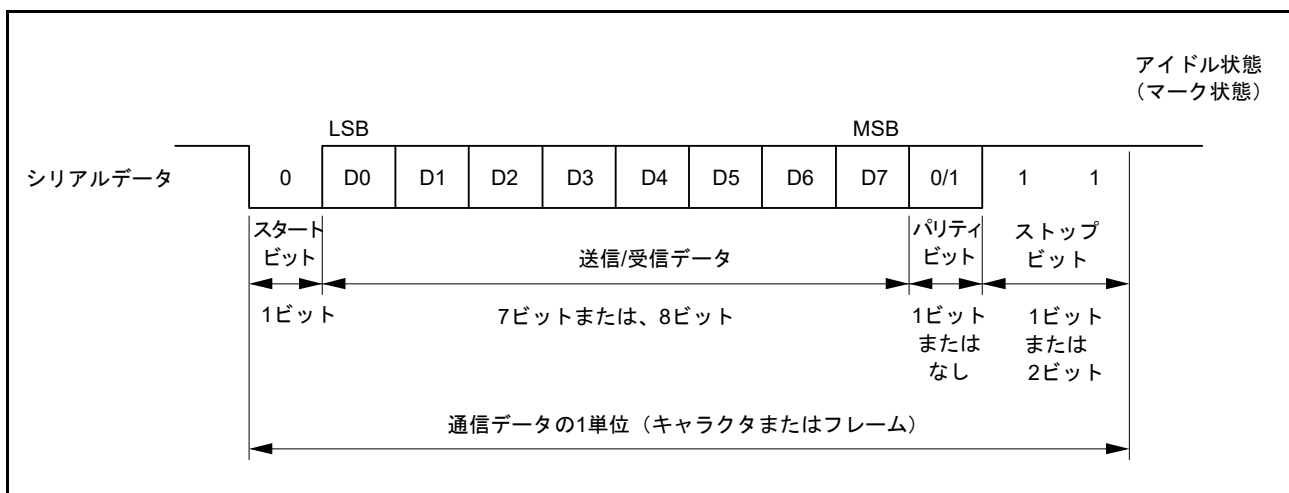 アイドル状態
（マーク状態）
LSB
MSB
シリアルデータ
0 D0 D1 D2 D3 D4 D5 D6 D7 0/1 1 1
スタート
ビット
送信/受信データ
パリティ
ビット
ストップ
ビット
1ビット
7ビットまたは、8ビット
1ビット
または
なし
1ビット
または
2ビット
通信データの1単位（キャラクタまたはフレーム）